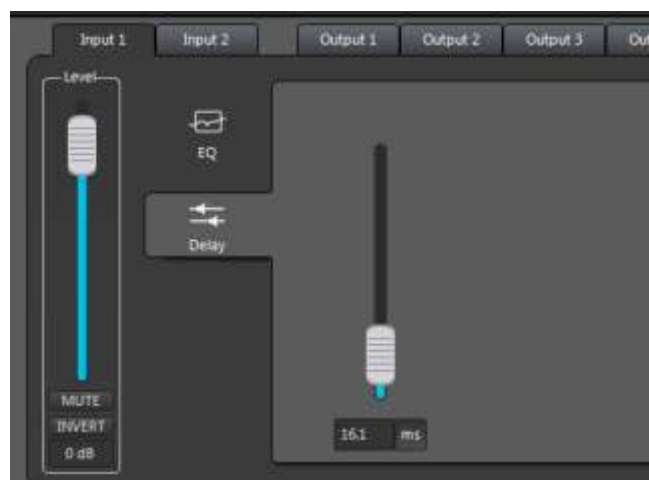 Input 1 Input 2 Output 1 Output 2 Output 3
Level
EQ
Delay
MUTE
INVERT
0 dB
16.1 ms